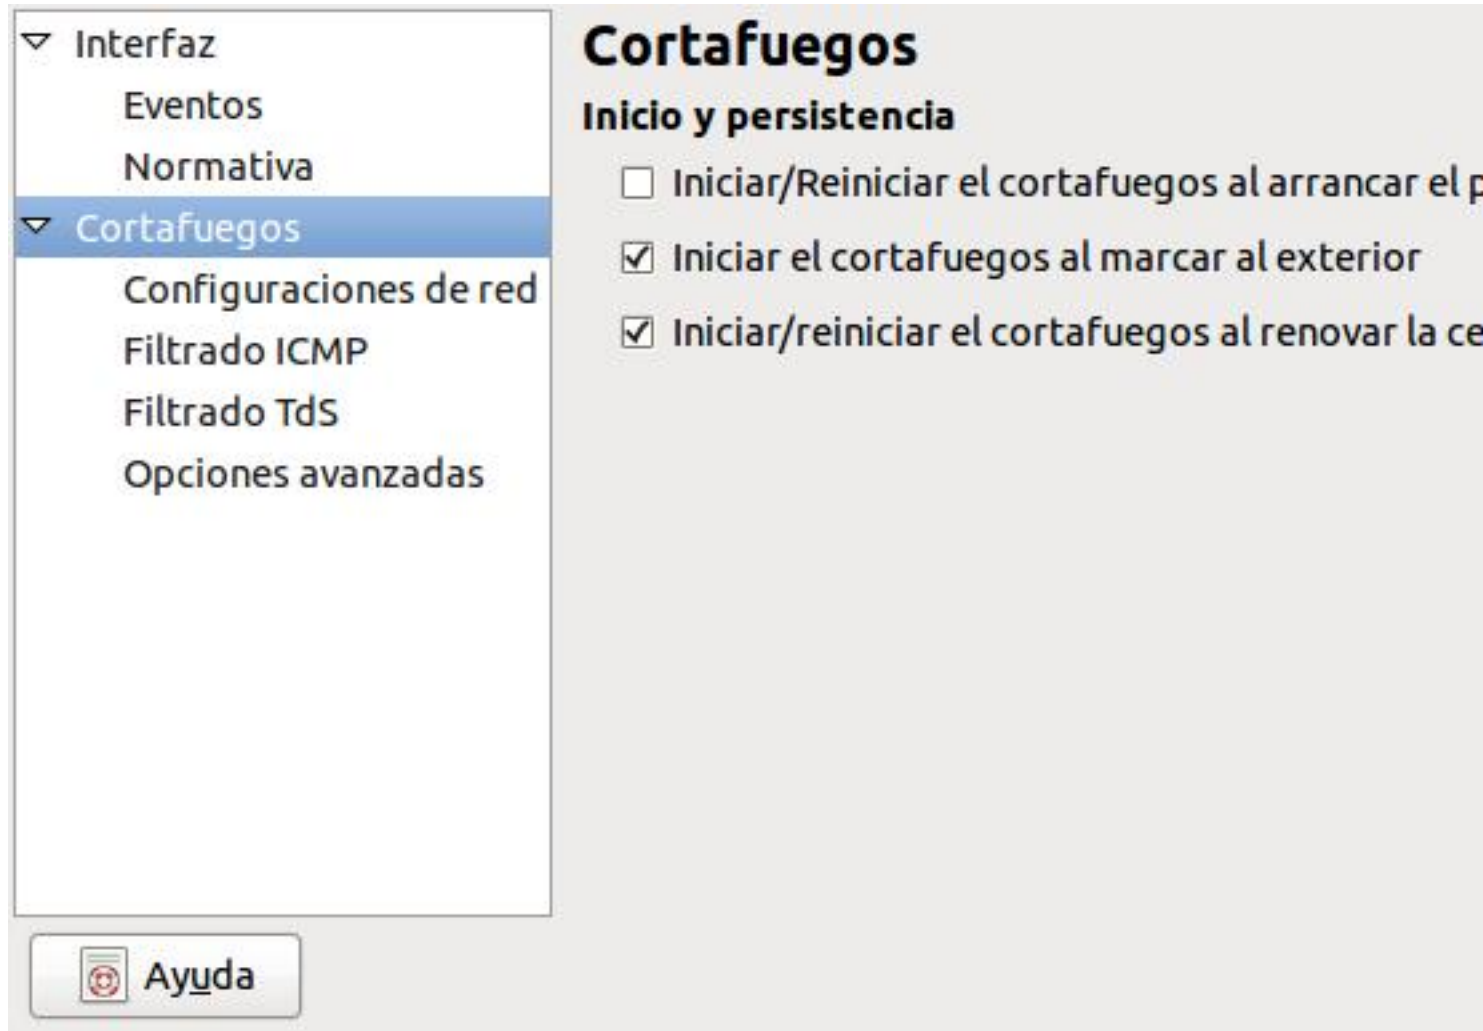 Interfaz
Eventos
Normativa
Cortafuegos
Configuraciones de red
Filtrado ICMP
Filtrado TdS
Opciones avanzadas
Ayuda
Cortafuegos
Inicio y persistencia
Iniciar/Reiniciar el cortafuegos al arrancar el
Iniciar el cortafuegos al marcar al exterior
Iniciar/reiniciar el cortafuegos al renovar la